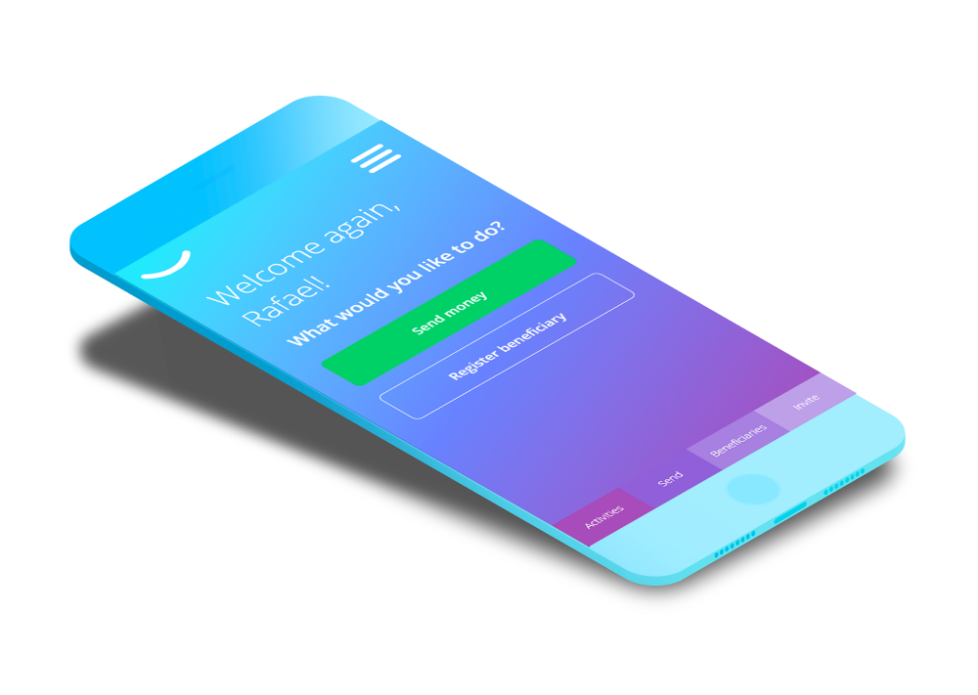 Welcome again,
Rafael!
What would you like to do?
Send money
Register beneficiary
Activities
Send
Beneficiaries
Invite